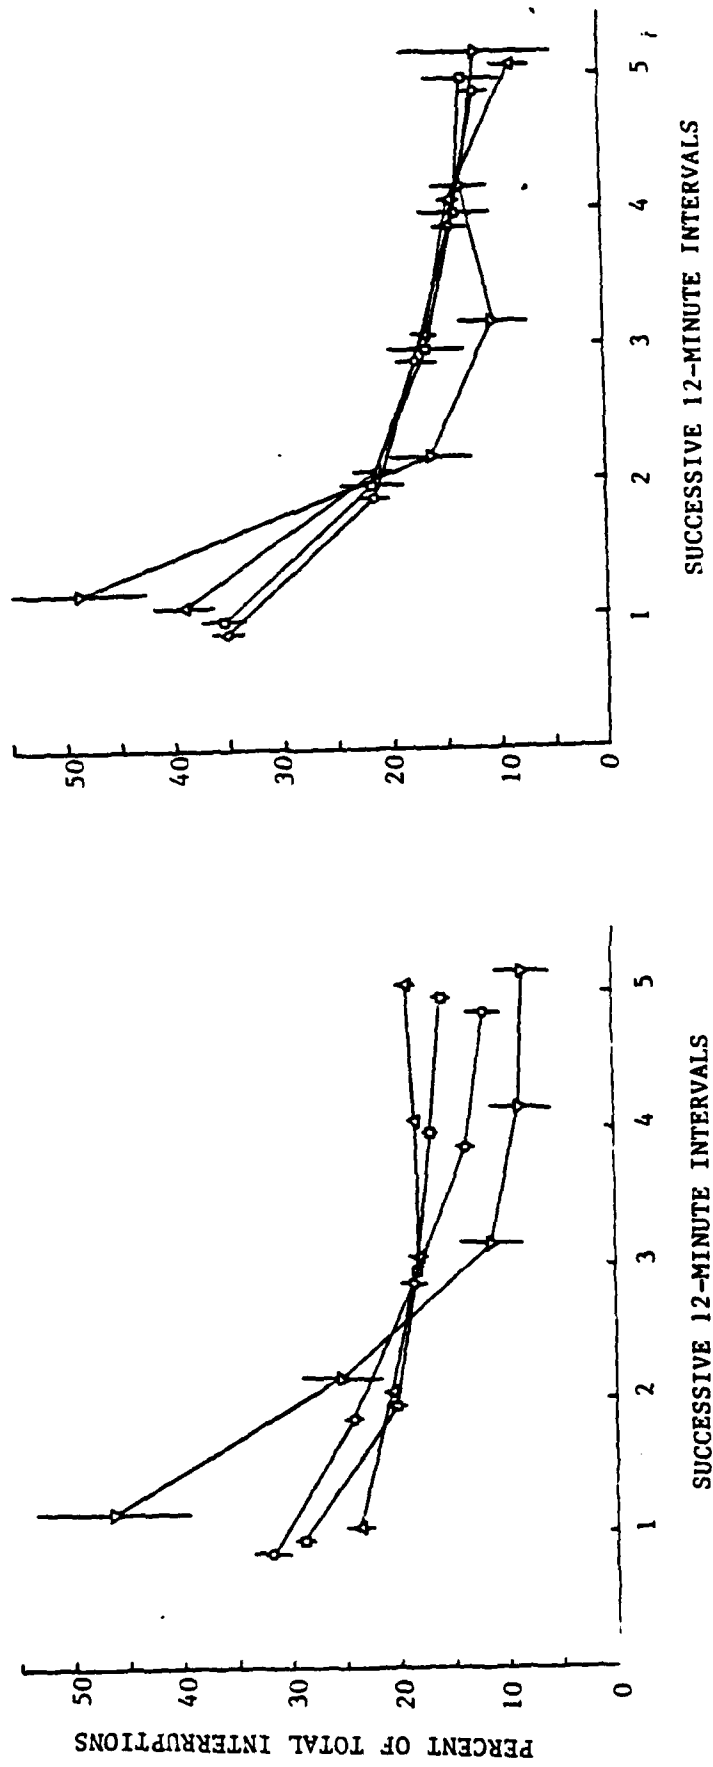 PERCENT OF TOTAL INTERRUPTIONS
50
40
30
20
10
0
1 2 3 4 5
SUCCESSIVE 12-MINUTE INTERVALS
50
40
30
20
10
0
1 2 3 4 5
SUCCESSIVE 12-MINUTE INTERVALS